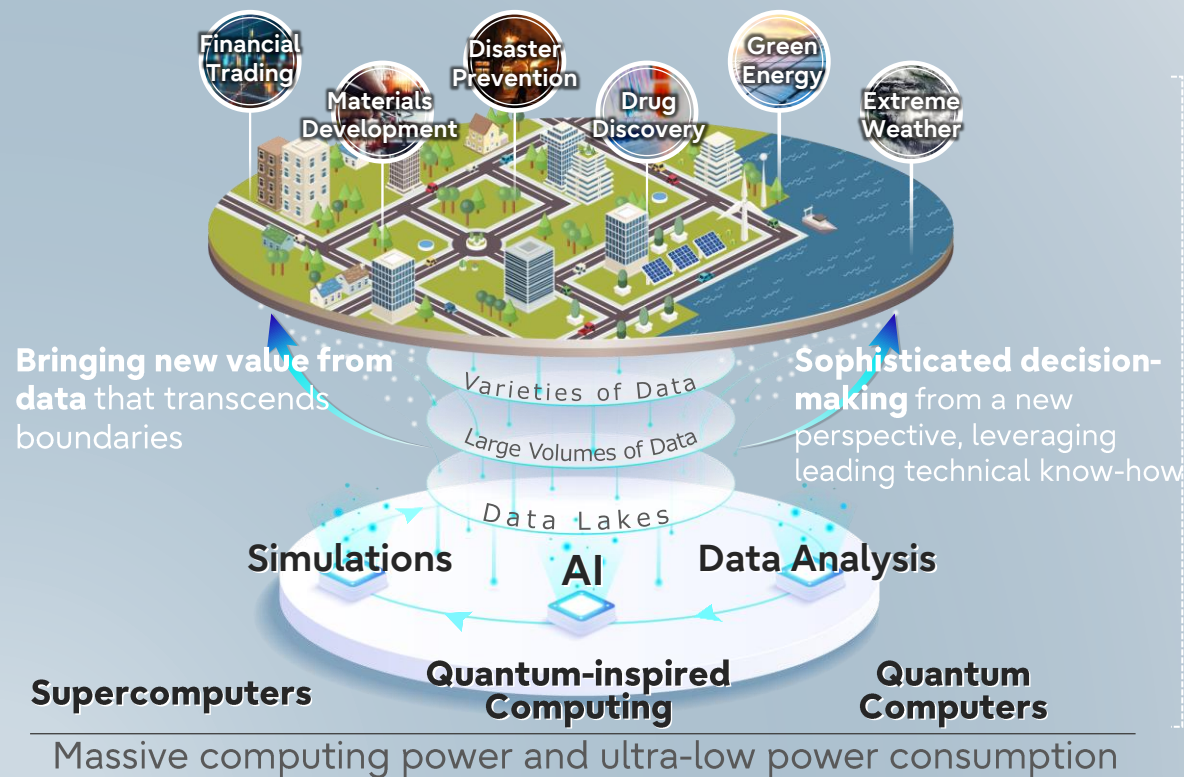 Financial
Trading
Materials
Development
Disaster
Prevention
Drug
Discovery
Green
Energy
Extreme
Weather
Bringing new value from
data that transcends
boundaries
Sophisticated decision-
making from a new
perspective, leveraging
leading technical know-how
Varieties of Data
Large Volumes of Data
Data Lakes
Simulations
AI
Data Analysis
Supercomputers
Quantum-inspired
Computing
Quantum
Computers
Massive computing power and ultra-low power consumption